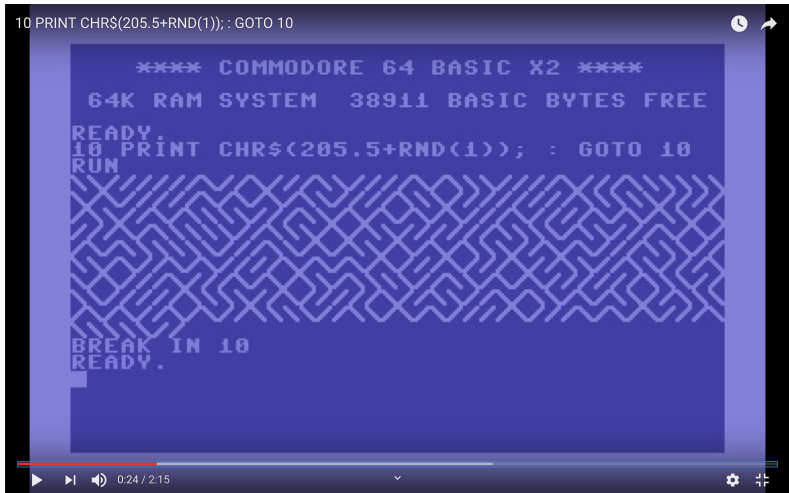 10 PRINT CHR$(205.5+RND(1)); : GOTO 10
**** COMMODORE 64 BASIC X2 ****
64K RAM SYSTEM 38911 BASIC BYTES FREE
READY.
10 PRINT CHR$(205.5+RND(1)); : GOTO 10
RUN
BREAK IN 10
READY.
0:24 / 2:15